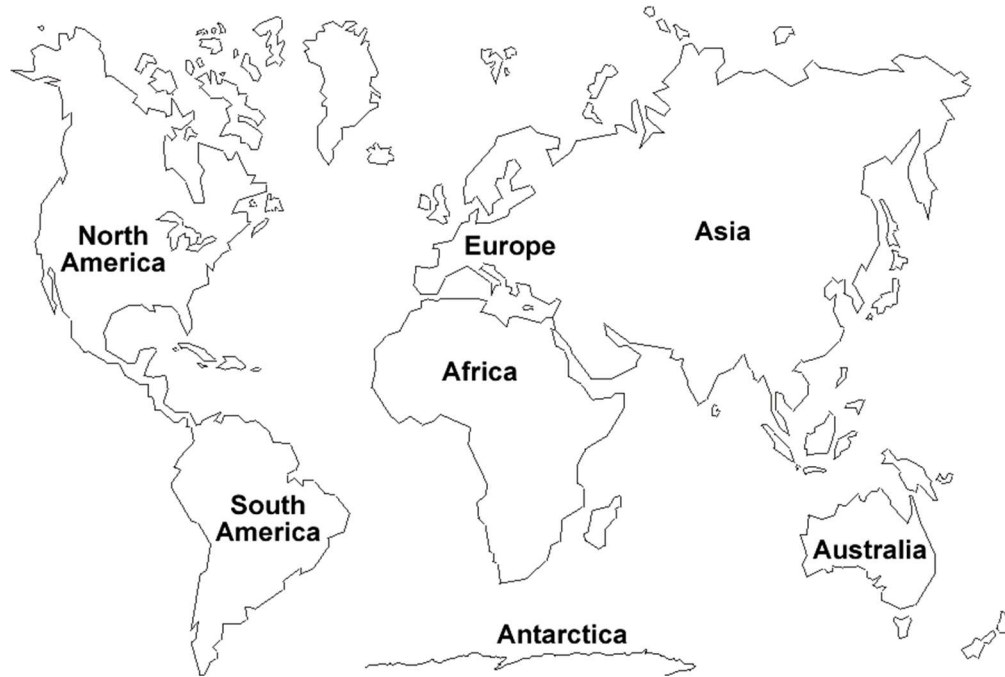 North
America
Europe
Asia
Africa
South
America
Australia
Antarctica